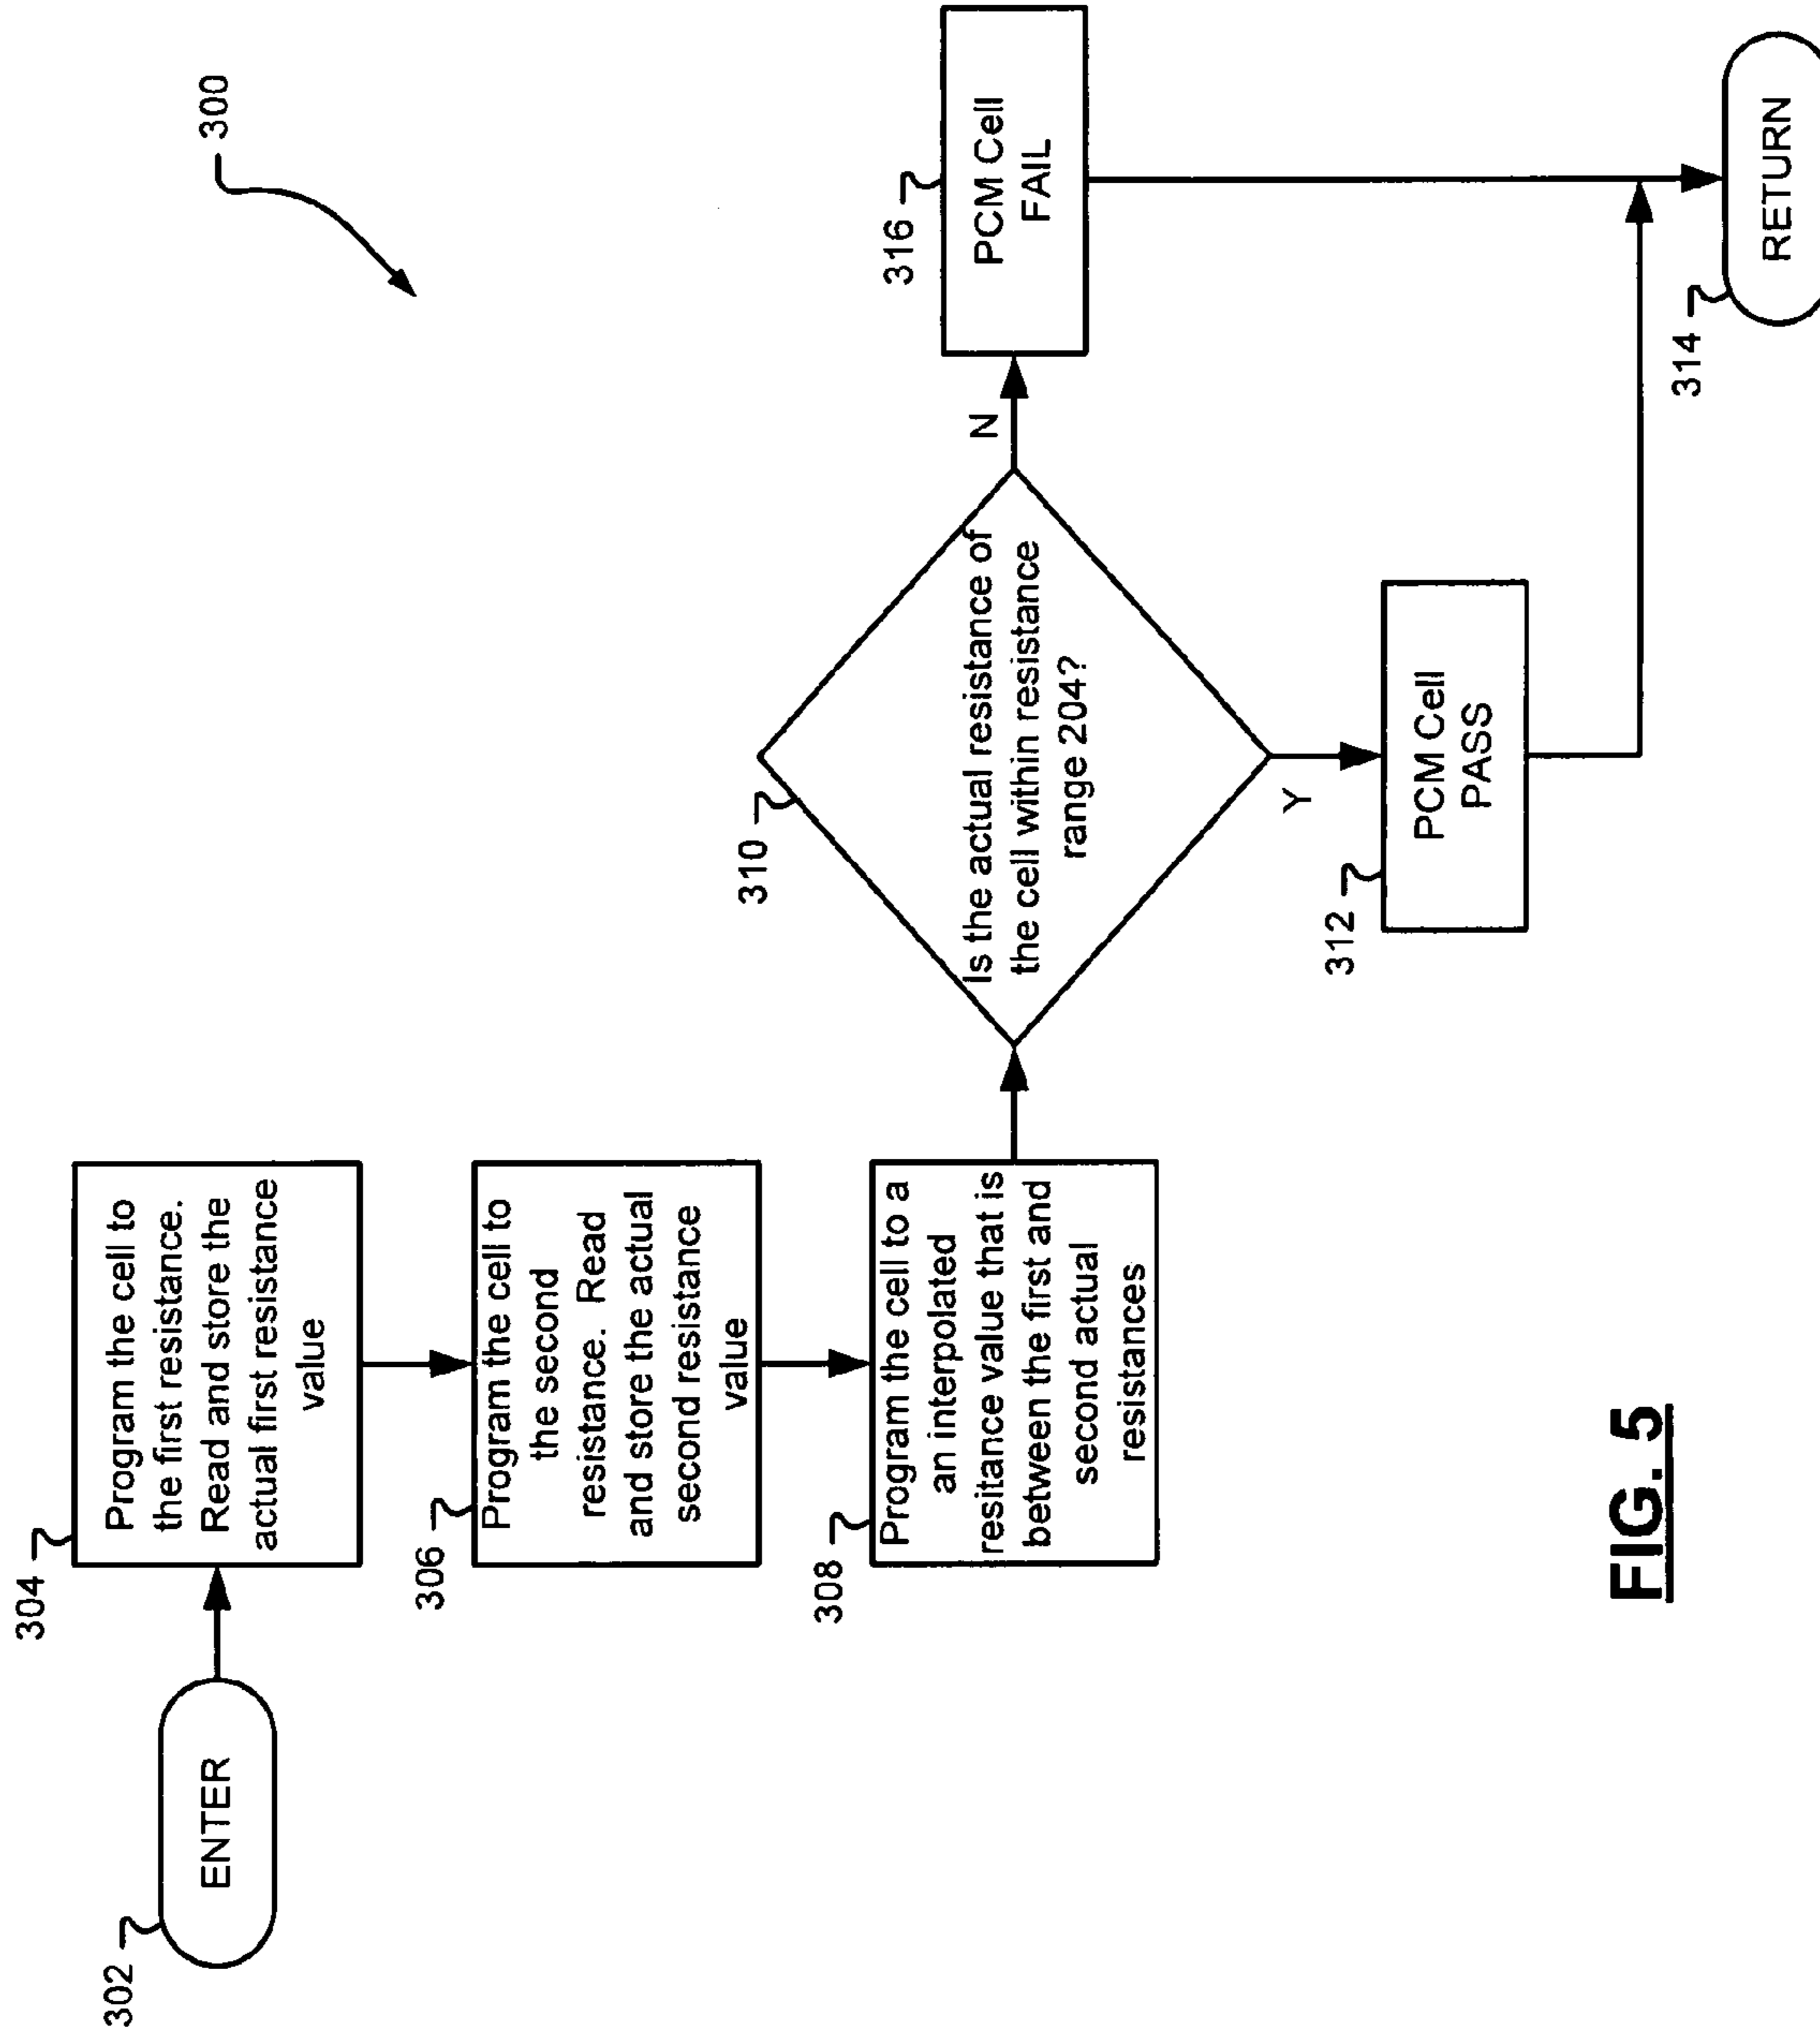 300
302
ENTER
304
Program the cell to
the first resistance.
Read and store the
actual first resistance
value
306
Program the cell to
the second
resistance. Read
and store the actual
second resistance
value
308
Program the cell to a
an interpolated
resitance value that is
between the first and
second actual
resistances
310
Is the actual resistance of
the cell within resistance
range 204?
N
Y
316
PCM Cell
FAIL
312
PCM Cell
PASS
314
RETURN
FIG. 5